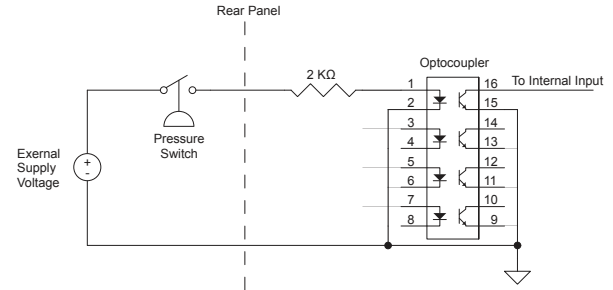 Rear Panel
Optocoupler
2 KΩ
1
16
To Internal Input
2
15
Pressure
Switch
3
14
4
13
Exernal
Supply
Voltage
+
-
5
12
6
11
7
10
8
9